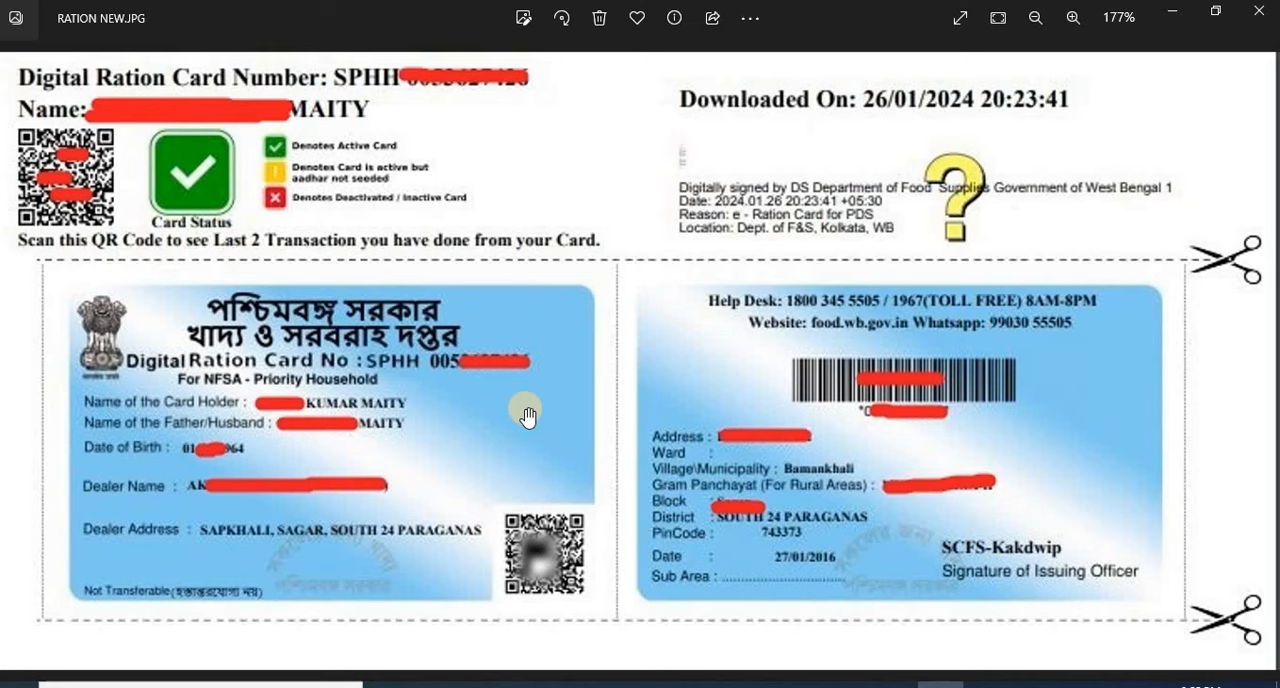 RATION NEW.JPG
177%
Digital Ration Card Number: SPHH
Name: MAITY
Downloaded On: 26/01/2024 20:23:41
Denotes Active Card
Denotes Card is active but
aadhar not seeded
Denotes Deactivated / Inactive Card
Card Status
Digitally signed by DS Department of Food Supplies Government of West Bengal 1
Date: 2024.01.26 20:23:41 +05:30
Reason: e - Ration Card for PDS
Location: Dept. of F&S, Kolkata, WB
Scan this QR Code to see Last 2 Transaction you have done from your Card.
পশ্চিমবঙ্গ সরকার
খাদ্য ও সরবরাহ দপ্তর
Digital Ration Card No : SPHH 005
For NFSA - Priority Household
Name of the Card Holder : KUMAR MAITY
Name of the Father/Husband : MAITY
Date of Birth : 01 964
Dealer Name : AK
Dealer Address : SAPKHALI, SAGAR, SOUTH 24 PARAGANAS
Not Transferable(হস্তান্তরযোগ্য নয়)
Help Desk: 1800 345 5505 / 1967(TOLL FREE) 8AM-8PM
Website: food.wb.gov.in Whatsapp: 99030 55505
Address :
Ward :
Village\Municipality : Bamankhali
Gram Panchayat (For Rural Areas) :
Block :
District : SOUTH 24 PARAGANAS
PinCode : 743373
Date : 27/01/2016
Sub Area : ..............................
SCFS-Kakdwip
Signature of Issuing Officer